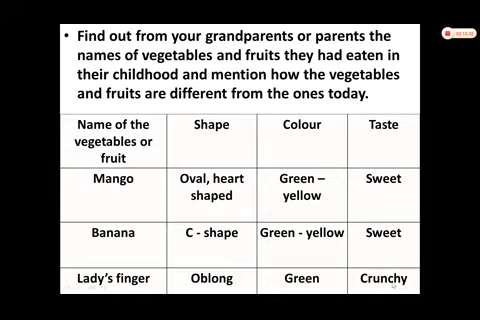 • Find out from your grandparents or parents the
names of vegetables and fruits they had eaten in
their childhood and mention how the vegetables
and fruits are different from the ones today.
Name of the
vegetables or
fruit
Shape
Colour
Taste
Mango
Oval, heart
shaped
Green –
yellow
Sweet
Banana
C - shape
Green - yellow
Sweet
Lady's finger
Oblong
Green
Crunchy